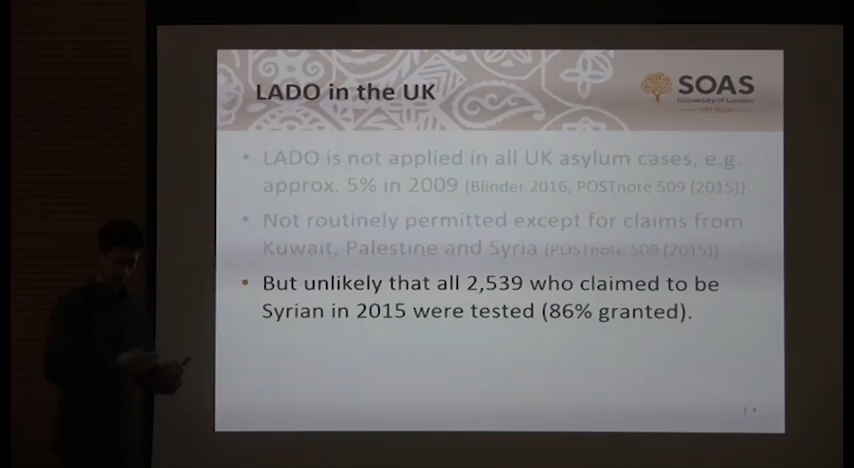 LADO in the UK
SOAS
University of London
• LADO is not applied in all UK asylum cases, e.g.
approx. 5% in 2009 (Blinder 2016, POSTnote 509 (2015))
• Not routinely permitted except for claims from
Kuwait, Palestine and Syria (POSTnote 509 (2015))
• But unlikely that all 2,539 who claimed to be
Syrian in 2015 were tested (86% granted).